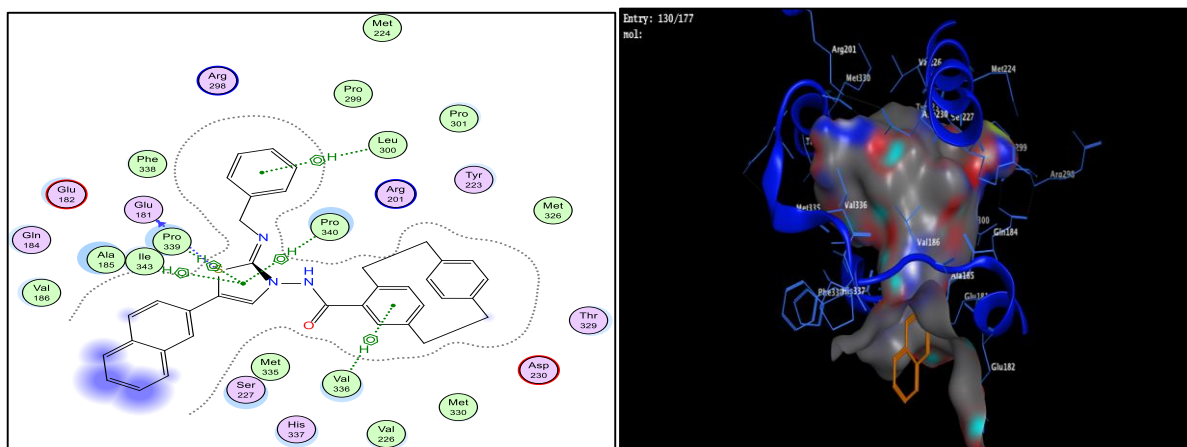 Met
224
Arg
298
Pro
299
Pro
301
Leu
300
H
Phe
338
Glu
182
Arg
201
Tyr
223
Glu
181
Met
326
Gln
184
Pro
339
Pro
340
N
H
Ala
185
Ile
343
H
H
N
H
N
Val
186
O
Thr
329
H
Met
335
Ser
227
Val
336
Asp
230
Met
330
His
337
Val
226
Entry: 130/177
mol:
Arg201
Met330
Met224
Arg298
Met335
Val336
Gln184
Val186
Ala185
Glu182